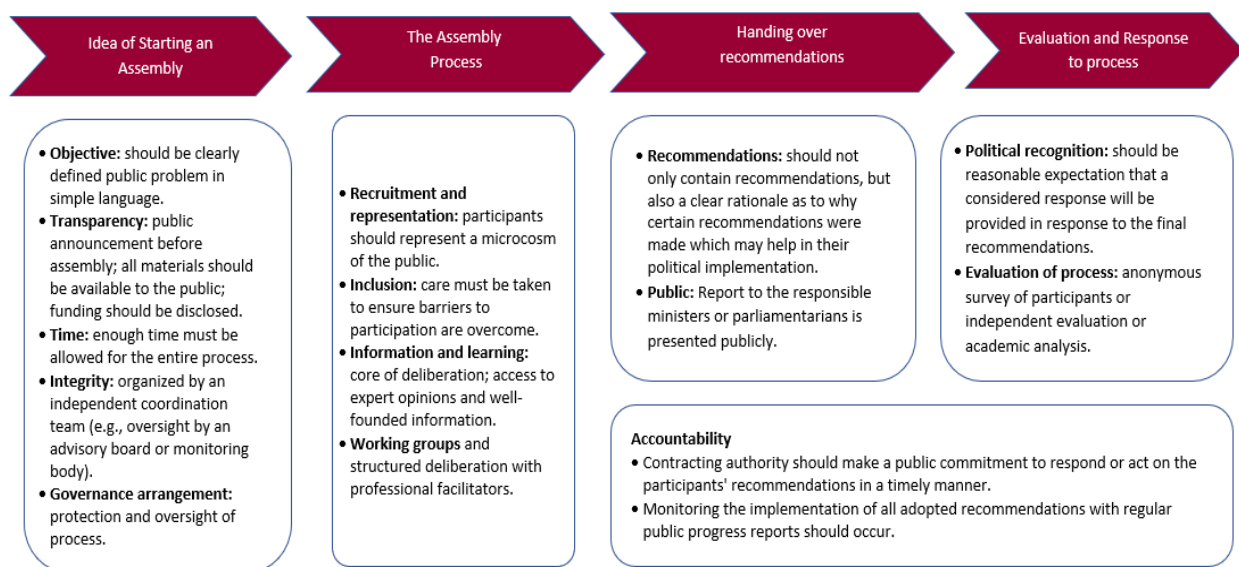 Idea of Starting an
Assembly
The Assembly
Process
Handing over
recommendations
Evaluation and Response
to process
• Objective: should be clearly
defined public problem in
simple language.
• Transparency: public
announcement before
assembly; all materials should
be available to the public;
funding should be disclosed.
• Time: enough time must be
allowed for the entire process.
• Integrity: organized by an
independent coordination
team (e.g., oversight by an
advisory board or monitoring
body).
• Governance arrangement:
protection and oversight of
process.
• Recruitment and
representation: participants
should represent a microcosm
of the public.
• Inclusion: care must be taken
to ensure barriers to
participation are overcome.
• Information and learning:
core of deliberation; access to
expert opinions and well-
founded information.
• Working groups and
structured deliberation with
professional facilitators.
• Recommendations: should not
only contain recommendations, but
also a clear rationale as to why
certain recommendations were
made which may help in their
political implementation.
• Public: Report to the responsible
ministers or parliamentarians is
presented publicly.
• Political recognition: should be
reasonable expectation that a
considered response will be
provided in response to the final
recommendations.
• Evaluation of process: anonymous
survey of participants or
independent evaluation or
academic analysis.
Accountability
• Contracting authority should make a public commitment to respond or act on the
participants' recommendations in a timely manner.
• Monitoring the implementation of all adopted recommendations with regular
public progress reports should occur.